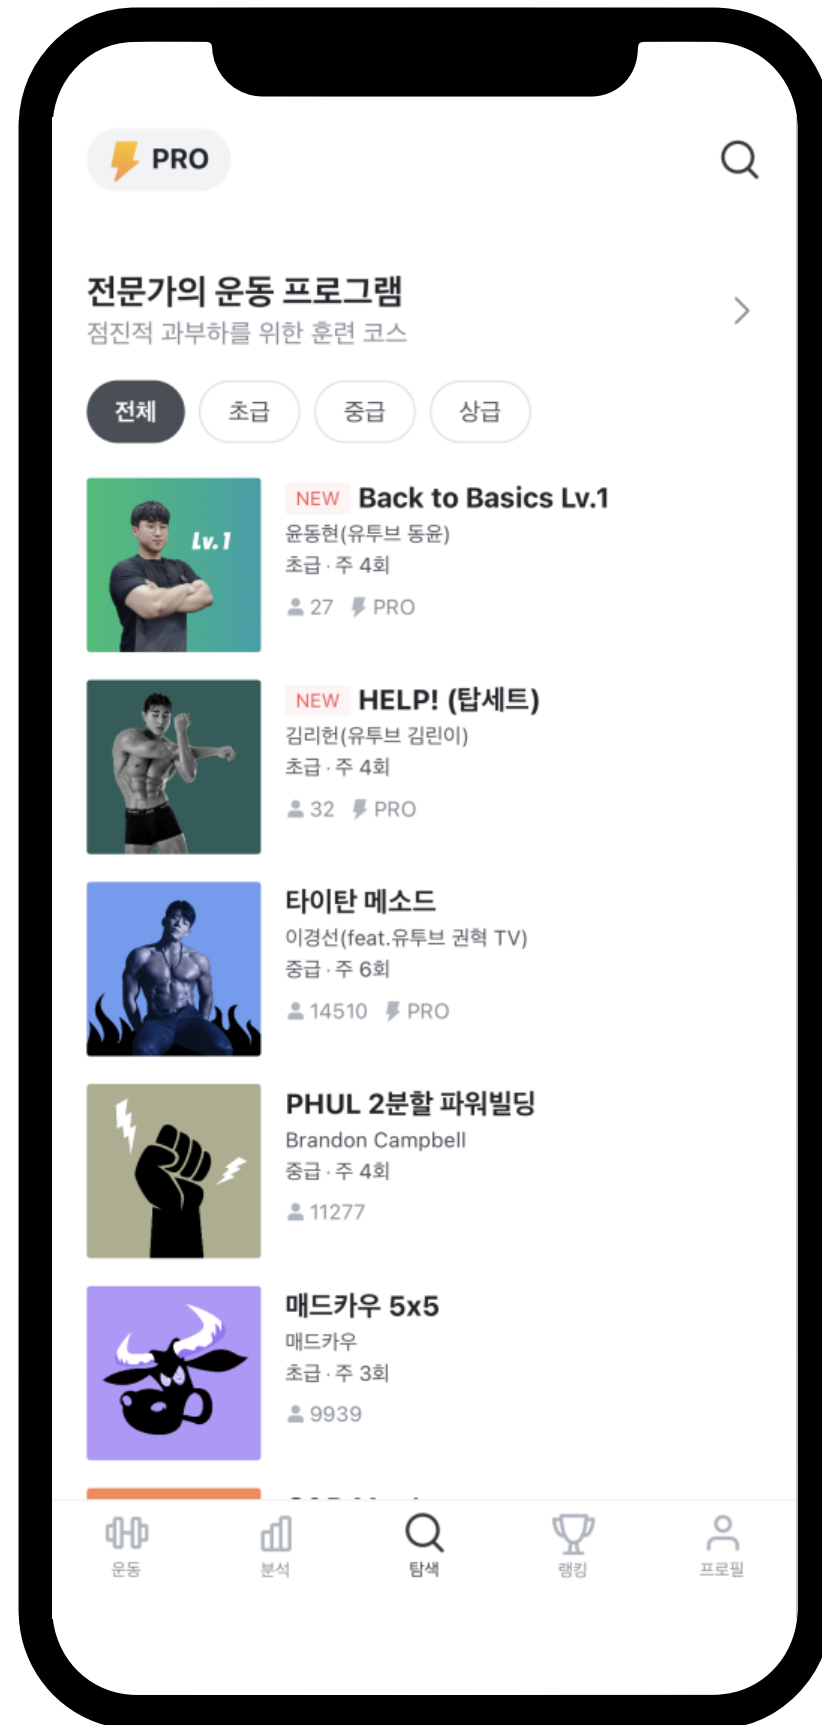 PRO
전문가의 운동 프로그램
점진적 과부하를 위한 훈련 코스
전체 초급 중급 상급
Lv.1
NEW Back to Basics Lv.1
윤동현(유투브 동윤)
초급 · 주 4회
27 PRO
NEW HELP! (탑세트)
김리헌(유투브 김린이)
초급 · 주 4회
32 PRO
타이탄 메소드
이경선(feat.유투브 권혁 TV)
중급 · 주 6회
14510 PRO
PHUL 2분할 파워빌딩
Brandon Campbell
중급 · 주 4회
11277
매드카우 5x5
매드카우
초급 · 주 3회
9939
운동 분석 탐색 랭킹 프로필